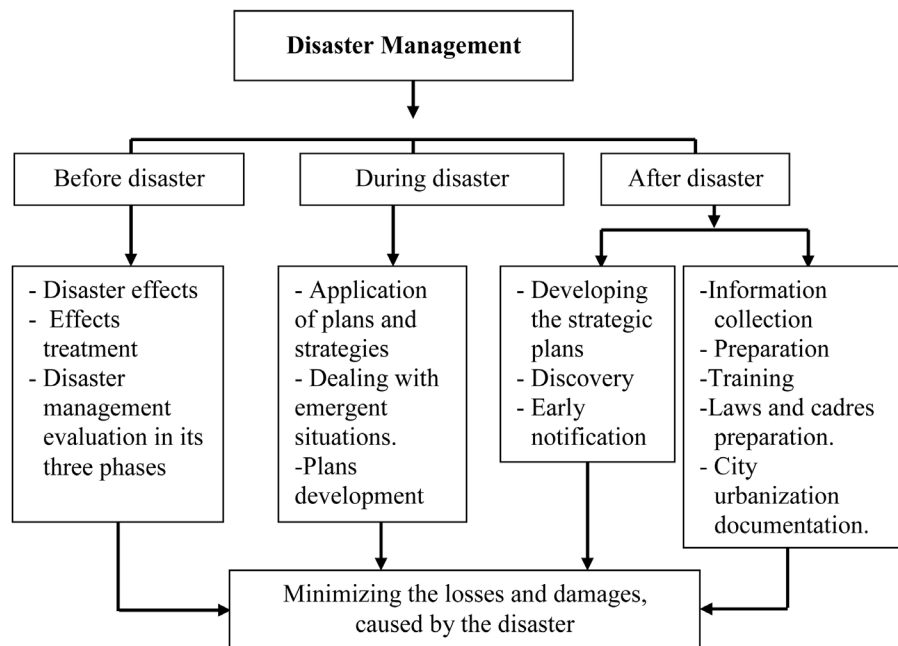 Disaster Management
Before disaster
During disaster
After disaster
- Disaster effects
- Effects
treatment
- Disaster
management
evaluation in its
three phases
- Application
of plans and
strategies
- Dealing with
emergent
situations.
-Plans
development
- Developing
the strategic
plans
- Discovery
- Early
notification
-Information
collection
- Preparation
-Training
-Laws and cadres
preparation.
- City
urbanization
documentation.
Minimizing the losses and damages,
caused by the disaster